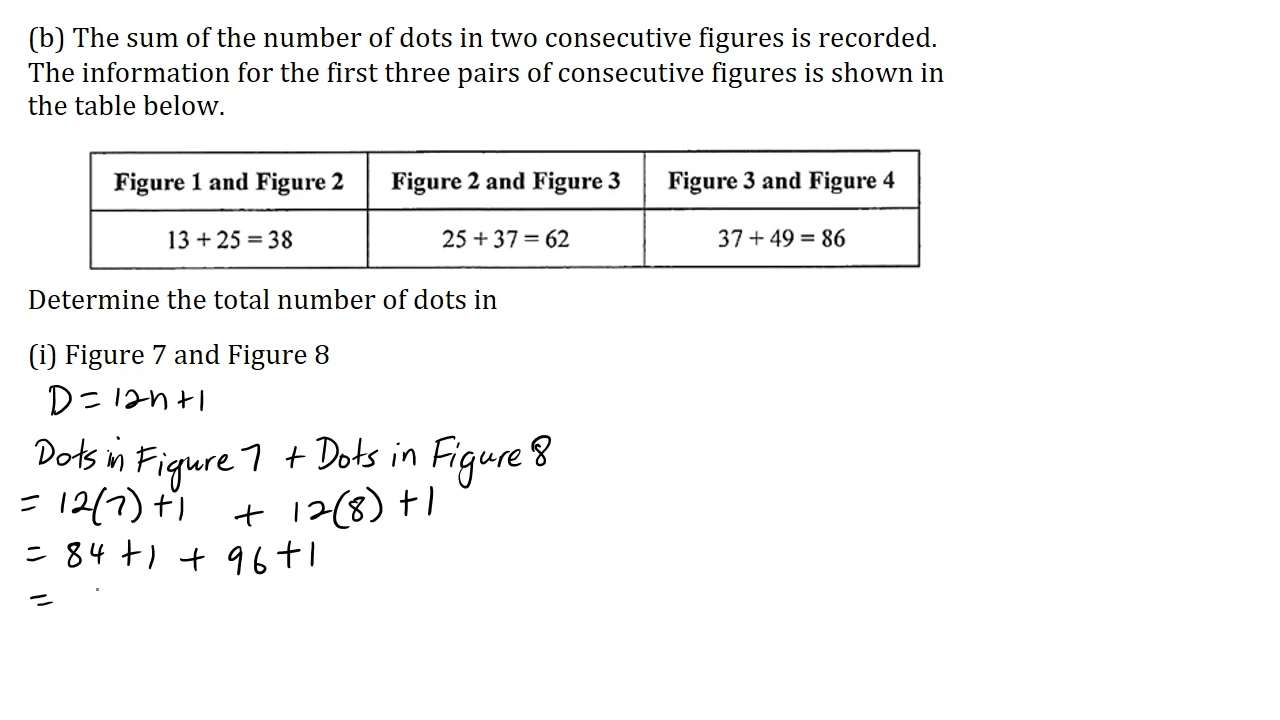 (b) The sum of the number of dots in two consecutive figures is recorded.
The information for the first three pairs of consecutive figures is shown in
the table below.
Figure 1 and Figure 2 Figure 2 and Figure 3 Figure 3 and Figure 4
13 + 25 = 38 25 + 37 = 62 37 + 49 = 86
Determine the total number of dots in
(i) Figure 7 and Figure 8
D = 12n + 1
Dots in Figure 7 + Dots in Figure 8
= 12(7) + 1 + 12(8) + 1
= 84 + 1 + 96 + 1
=